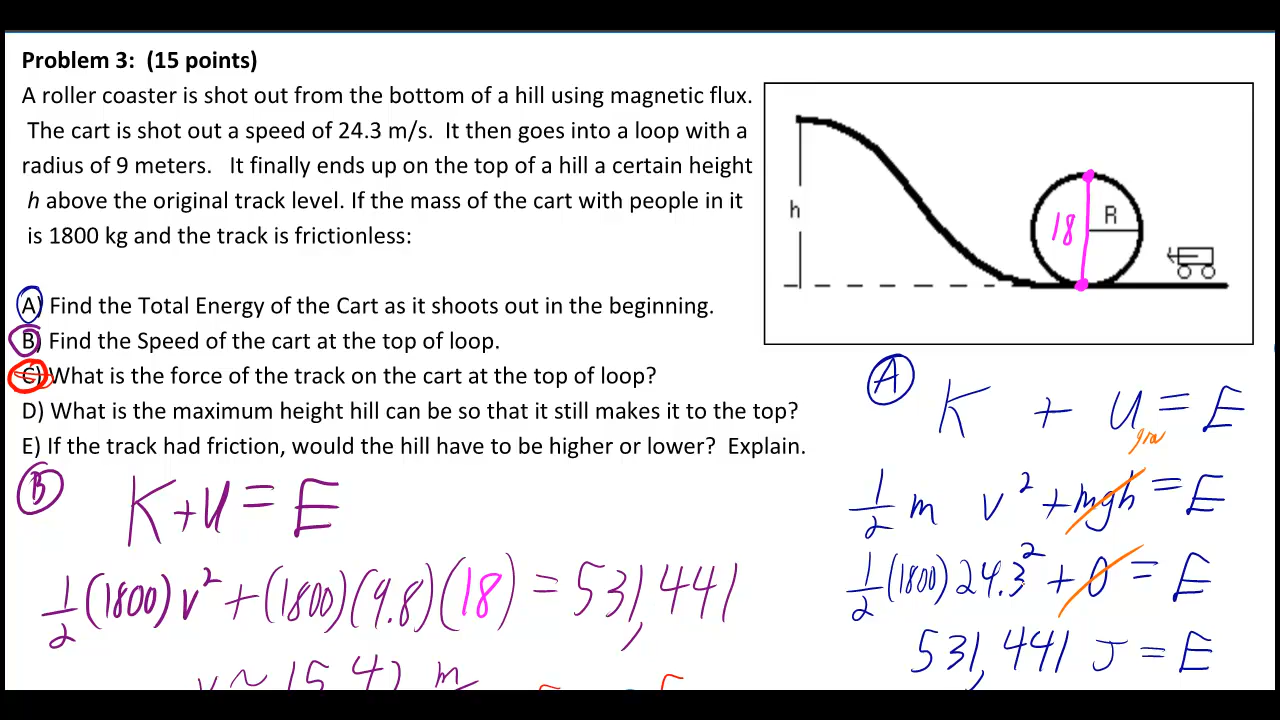 Problem 3: (15 points)
A roller coaster is shot out from the bottom of a hill using magnetic flux.
The cart is shot out a speed of 24.3 m/s. It then goes into a loop with a
radius of 9 meters. It finally ends up on the top of a hill a certain height
h above the original track level. If the mass of the cart with people in it
is 1800 kg and the track is frictionless:
h
18
R
A) Find the Total Energy of the Cart as it shoots out in the beginning.
B) Find the Speed of the cart at the top of loop.
C) What is the force of the track on the cart at the top of loop?
D) What is the maximum height hill can be so that it still makes it to the top?
E) If the track had friction, would the hill have to be higher or lower? Explain.
A
K + U grav = E
1/2 m v² + mgh = E
1/2 (1800) 24.3² + 0 = E
531,441 J = E
B
K + U = E
1/2 (1800) v² + (1800)(9.8)(18) = 531,441
v ~ 15.42 m